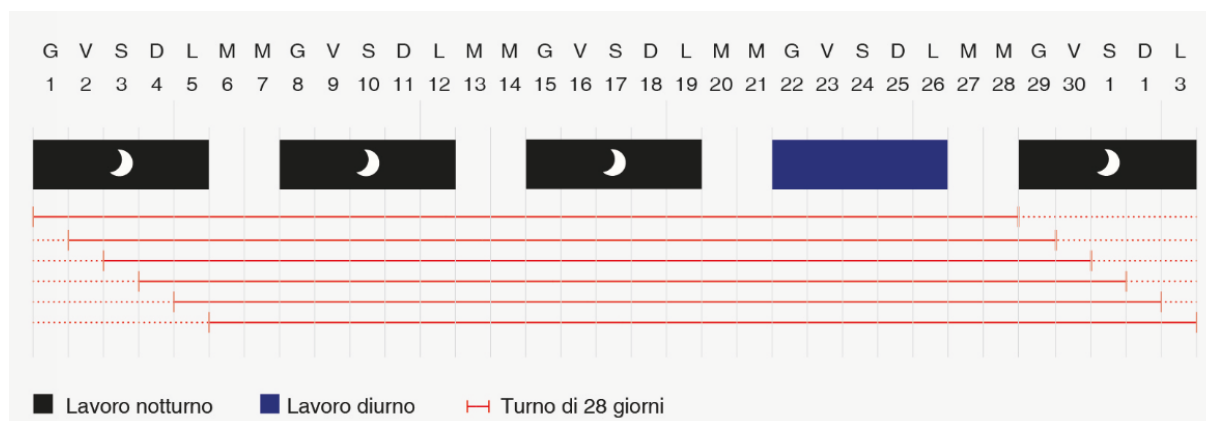 G V S D L M M G V S D L M M G V S D L M M G V S D L M M G V S D L
1 2 3 4 5 6 7 8 9 10 11 12 13 14 15 16 17 18 19 20 21 22 23 24 25 26 27 28 29 30 1 1 3
Lavoro notturno Lavoro diurno Turno di 28 giorni